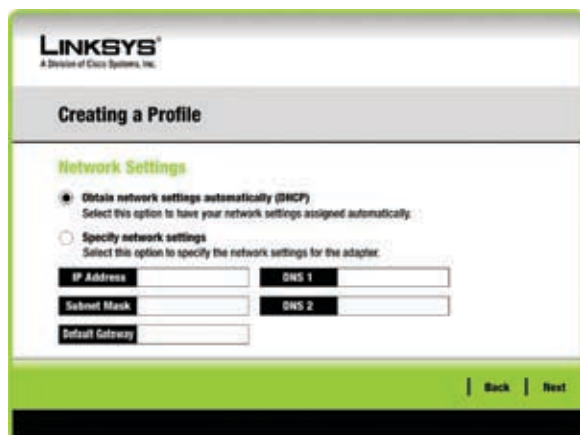 LINKSYS®
A Division of Cisco Systems, Inc.
Creating a Profile
Network Settings
Obtain network settings automatically (DHCP)
Select this option to have your network settings assigned automatically.
Specify network settings
Select this option to specify the network settings for the adapter.
IP Address
DNS 1
Subnet Mask
DNS 2
Default Gateway
Back
Next